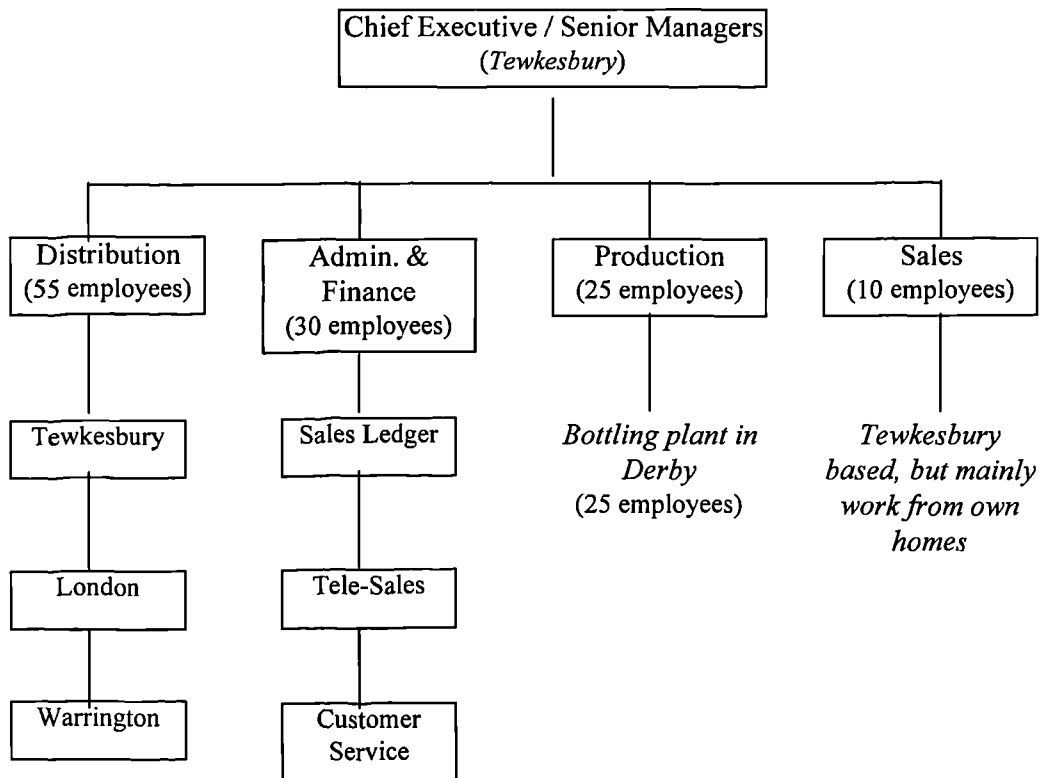 Chief Executive / Senior Managers
(Tewkesbury)
Distribution
(55 employees)
Admin. &
Finance
(30 employees)
Production
(25 employees)
Sales
(10 employees)
Tewkesbury
London
Warrington
Sales Ledger
Tele-Sales
Customer
Service
Bottling plant in
Derby
(25 employees)
Tewkesbury
based, but mainly
work from own
homes